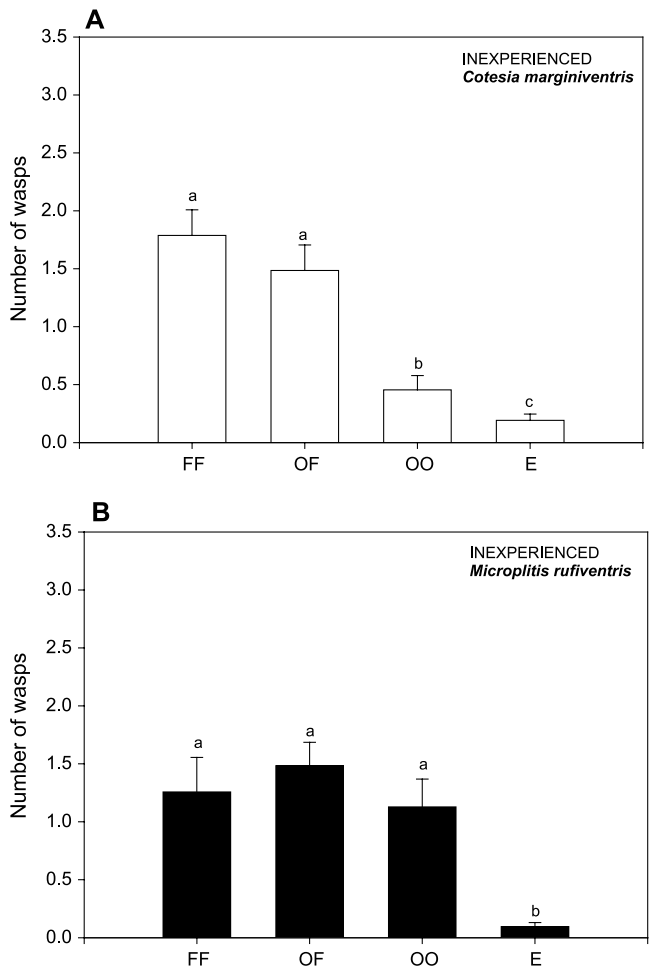 A
INEXPERIENCED
Cotesia marginiventris
3.5
3.0
2.5
2.0
1.5
1.0
0.5
0.0
Number of wasps
a
a
b
c
FF OF OO E
B
INEXPERIENCED
Microplitis rufiventris
3.5
3.0
2.5
2.0
1.5
1.0
0.5
0.0
Number of wasps
a
a
a
b
FF OF OO E